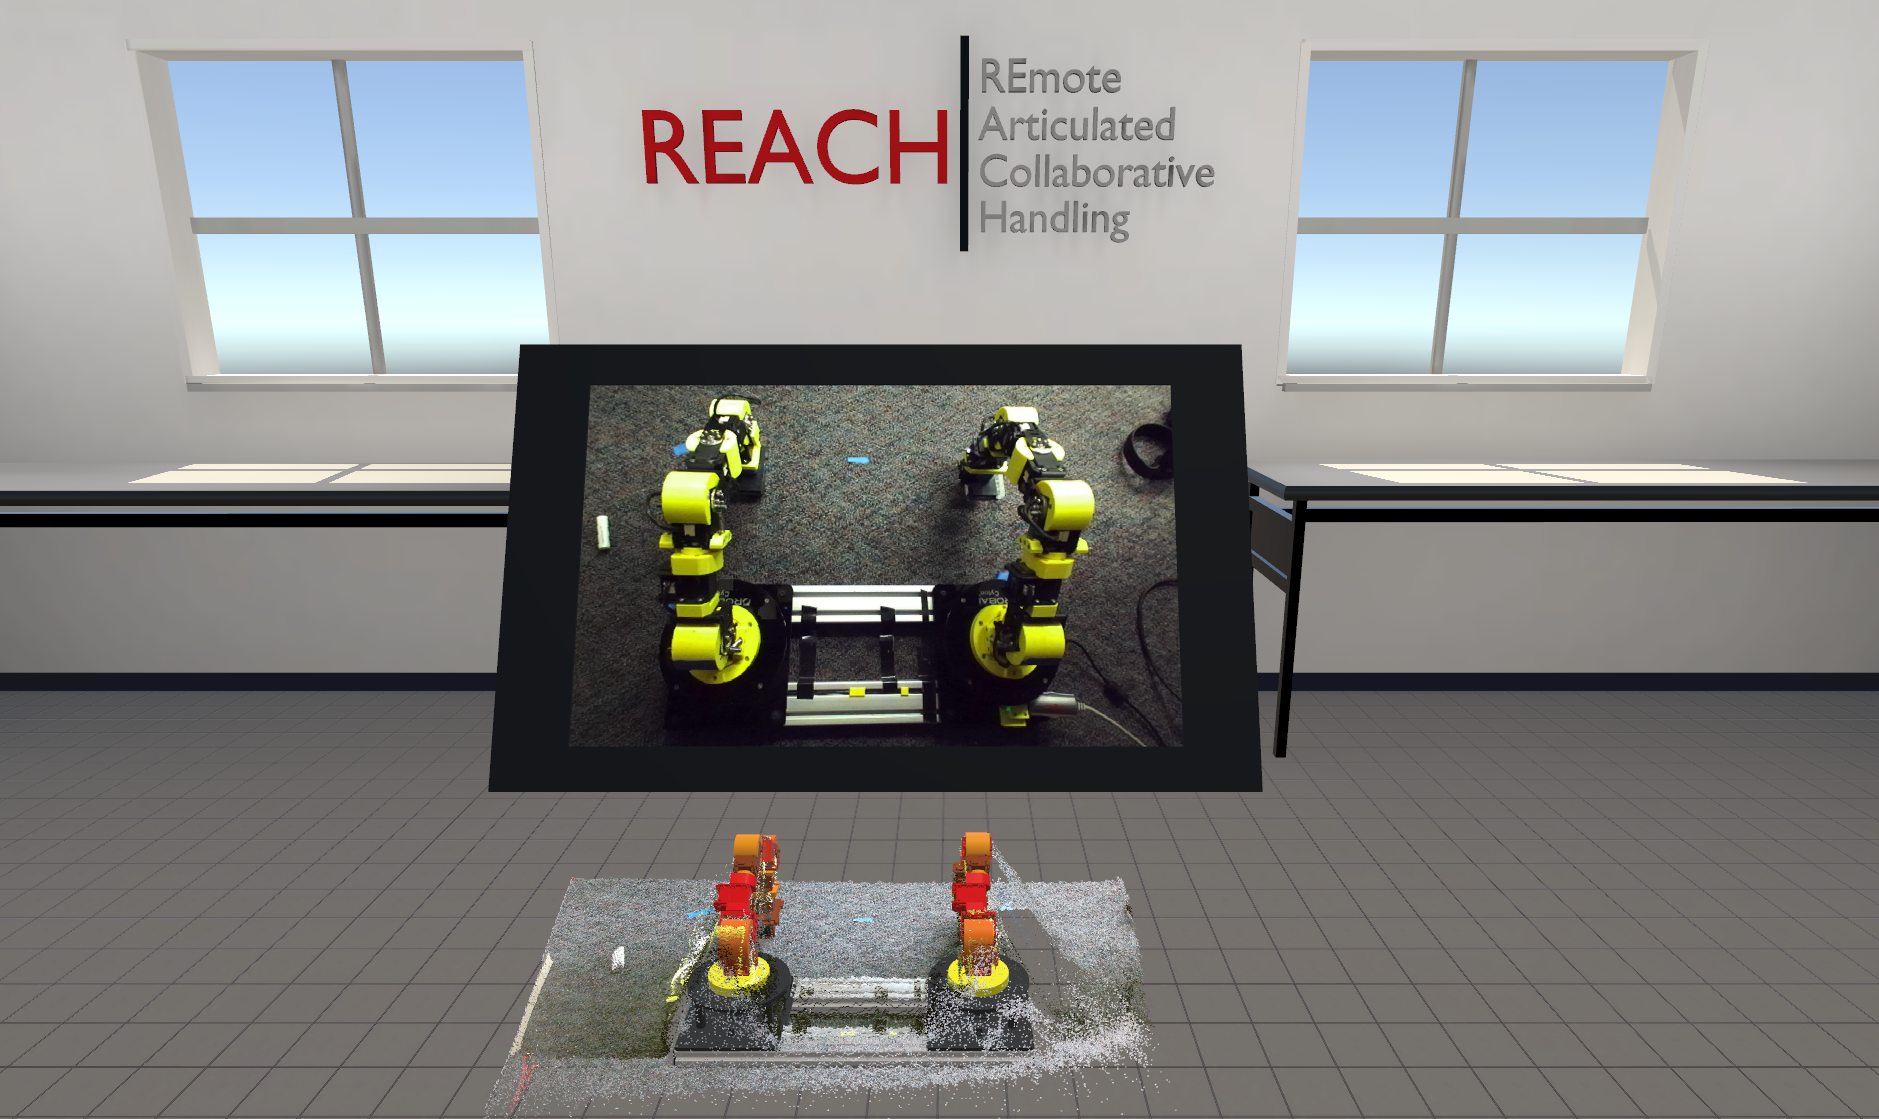 REACH
REmote
Articulated
Collaborative
Handling